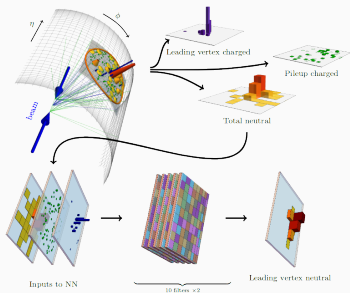 η
ϕ
Leading vertex charged
Pileup charged
beam
Total neutral
Inputs to NN
Leading vertex neutral
10 filters ×2